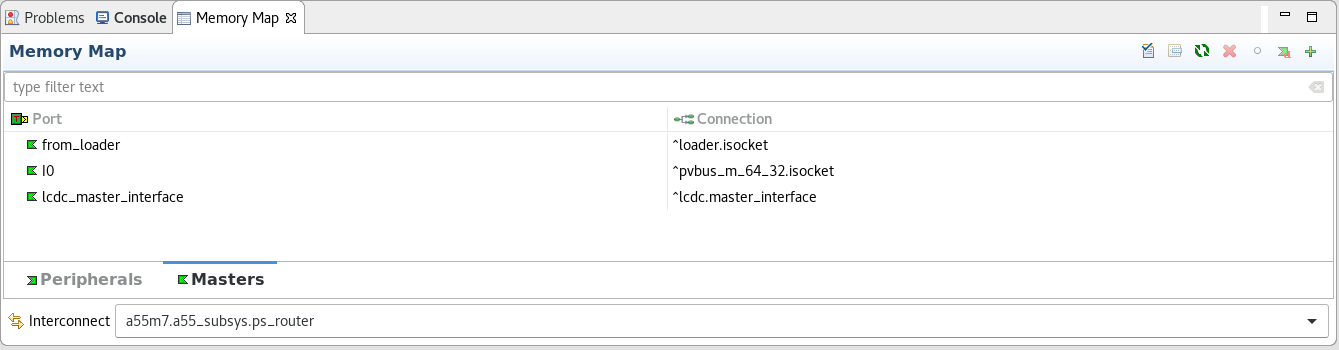 Problems Console Memory Map
Memory Map
type filter text
Port Connection
from_loader ^loader.isocket
I0 ^pvbus_m_64_32.isocket
lcdc_master_interface ^lcdc.master_interface
Peripherals Masters
Interconnect a55m7.a55_subsys.ps_router